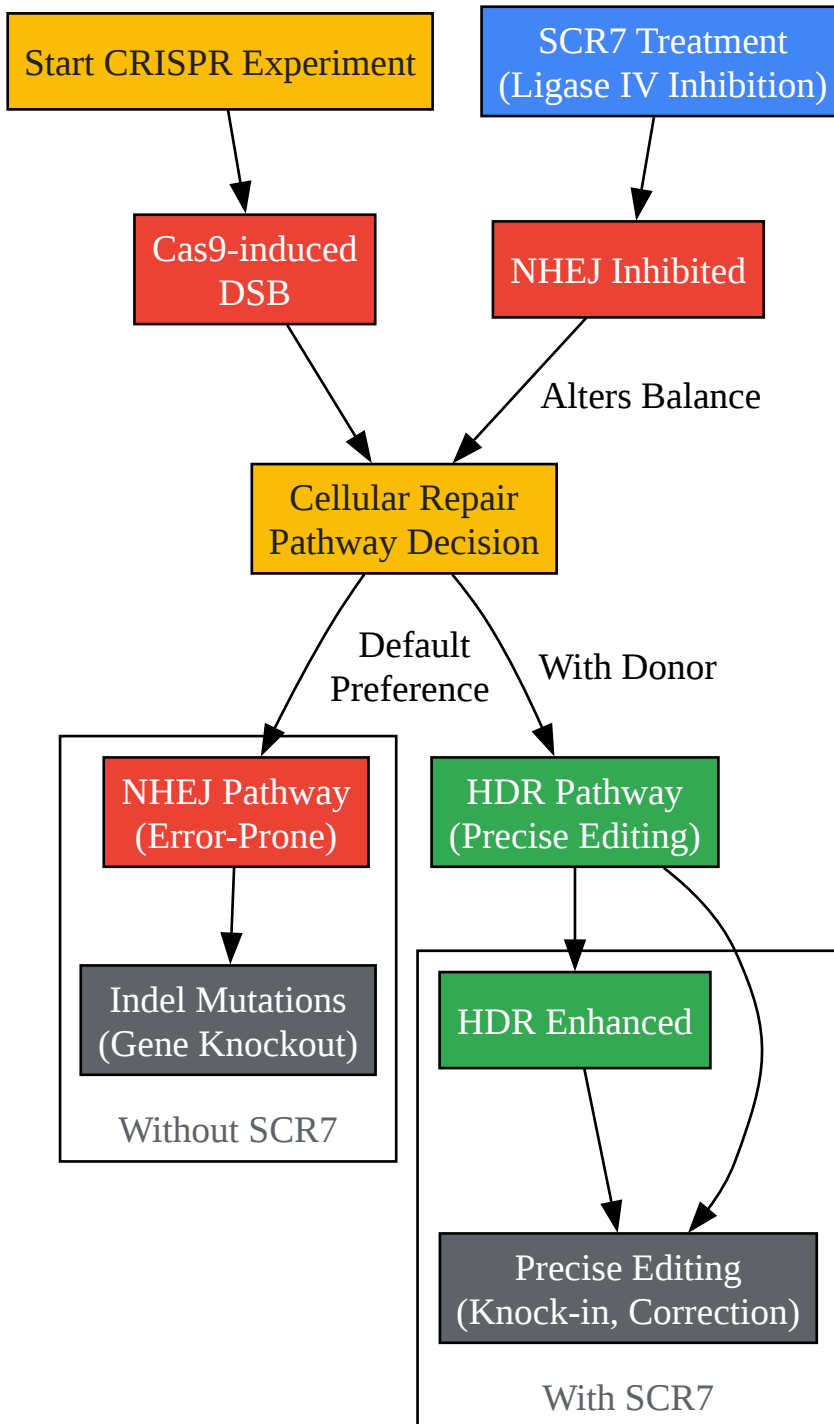 Start CRISPR Experiment
SCR7 Treatment
(Ligase IV Inhibition)
Cas9-induced
DSB
NHEJ Inhibited
Alters Balance
Cellular Repair
Pathway Decision
Default
Preference
With Donor
NHEJ Pathway
(Error-Prone)
HDR Pathway
(Precise Editing)
Indel Mutations
(Gene Knockout)
HDR Enhanced
Without SCR7
Precise Editing
(Knock-in, Correction)
With SCR7